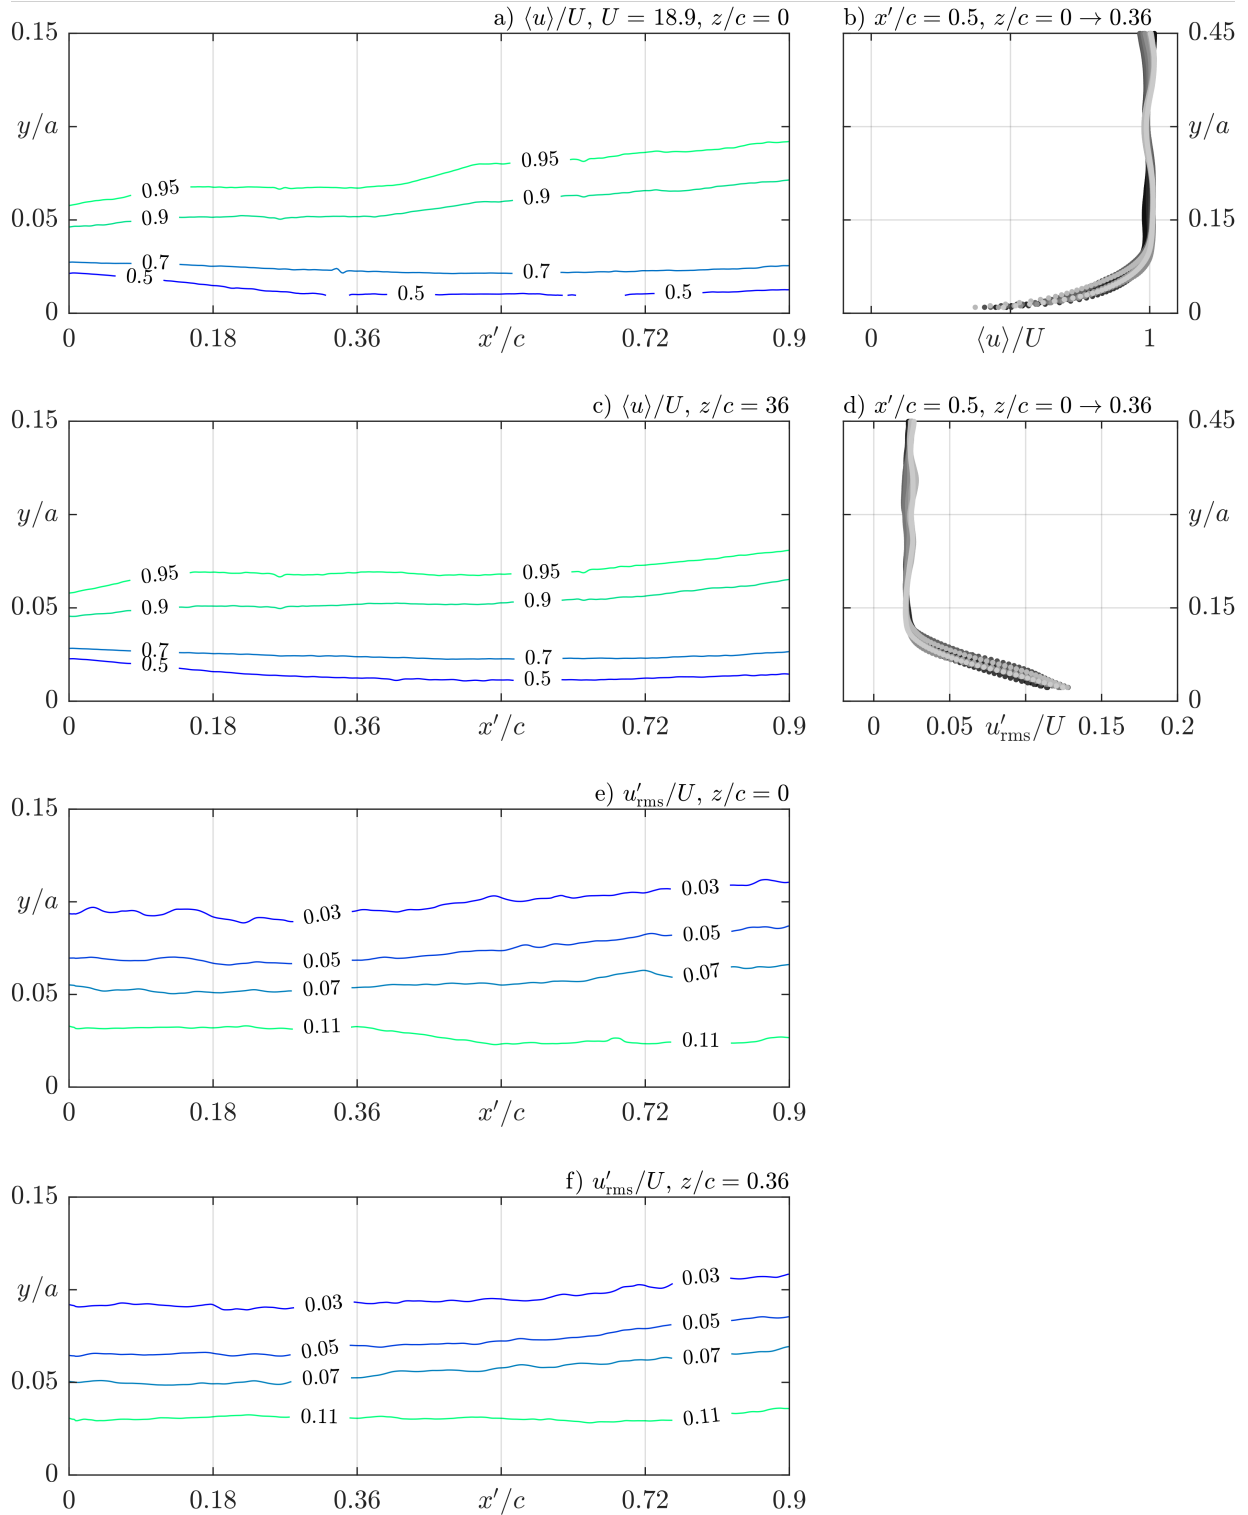 a) ⟨u⟩/U, U = 18.9, z/c = 0
b) x′/c = 0.5, z/c = 0 → 0.36
0.15
0.45
y/a
0.95
0.95
y/a
0.9
0.9
0.05
0.15
0.7
0.7
0.5
0.5
0.5
0
0
0 0.18 0.36 x′/c 0.72 0.9
0 ⟨u⟩/U 1
c) ⟨u⟩/U, z/c = 36
d) x′/c = 0.5, z/c = 0 → 0.36
0.15
0.45
y/a
y/a
0.95
0.95
0.9
0.9
0.05
0.15
0.7
0.7
0.5
0.5
0
0
0 0.18 0.36 x′/c 0.72 0.9
0 0.05 u′rms/U 0.15 0.2
e) u′rms/U, z/c = 0
0.15
y/a
0.03
0.03
0.05
0.05
0.07
0.07
0.05
0.11
0.11
0
0 0.18 0.36 x′/c 0.72 0.9
f) u′rms/U, z/c = 0.36
0.15
y/a
0.03
0.03
0.05
0.05
0.07
0.07
0.05
0.11
0.11
0
0 0.18 0.36 x′/c 0.72 0.9